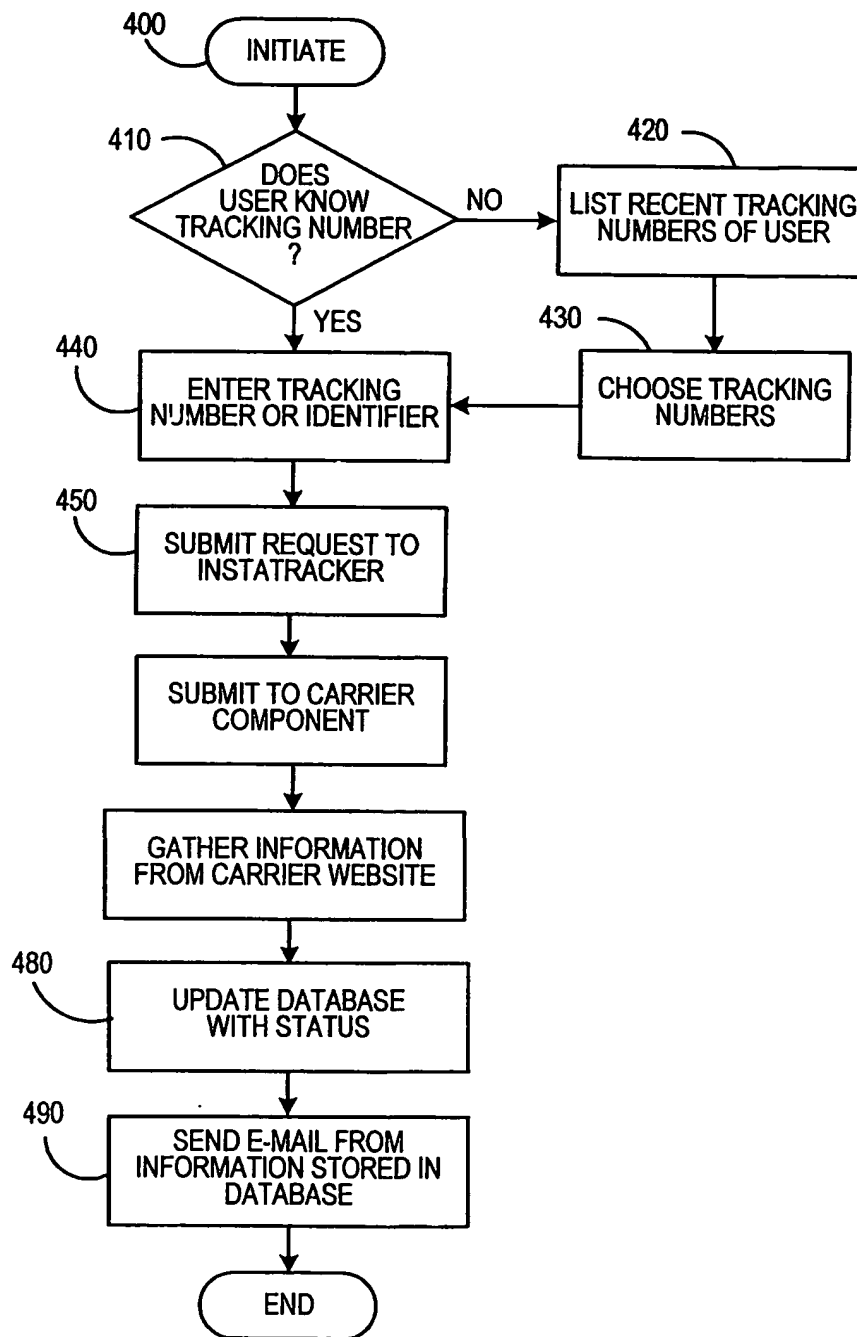 400
INITIATE
410
DOES
USER KNOW
TRACKING NUMBER
?
NO
420
LIST RECENT TRACKING
NUMBERS OF USER
YES
430
CHOOSE TRACKING
NUMBERS
440
ENTER TRACKING
NUMBER OR IDENTIFIER
450
SUBMIT REQUEST TO
INSTATRACKER
SUBMIT TO CARRIER
COMPONENT
GATHER INFORMATION
FROM CARRIER WEBSITE
480
UPDATE DATABASE
WITH STATUS
490
SEND E-MAIL FROM
INFORMATION STORED IN
DATABASE
END